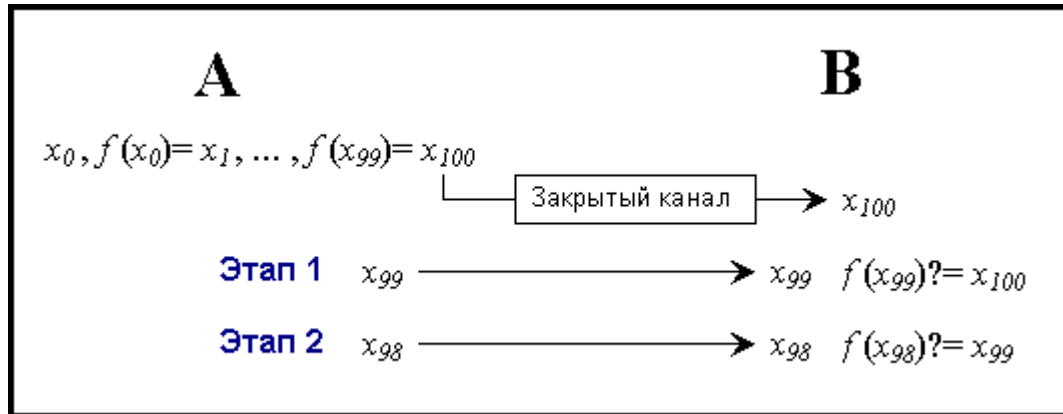 A B
x₀, f(x₀)= x₁, ... , f(x₉₉)= x₁₀₀
Закрытый канал x₁₀₀
Этап 1 x₉₉ x₉₉ f(x₉₉)?= x₁₀₀
Этап 2 x₉₈ x₉₈ f(x₉₈)?= x₉₉